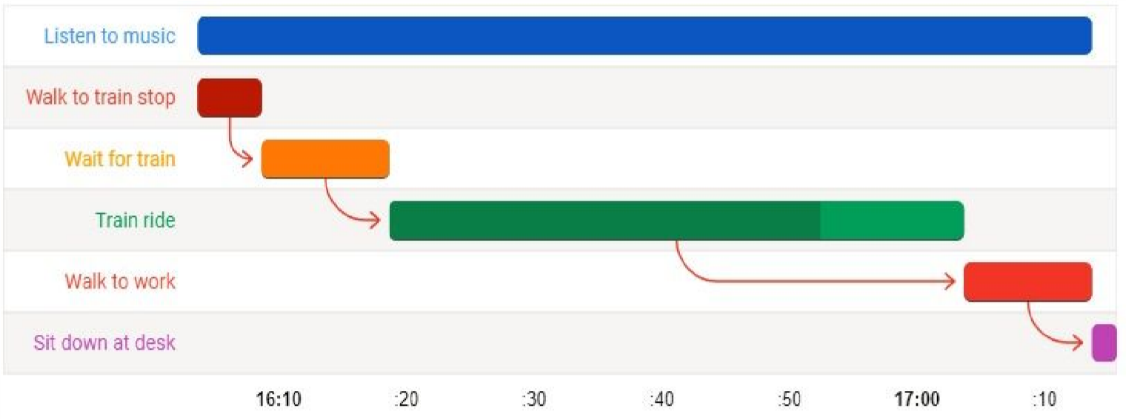 Listen to music
Walk to train stop
Wait for train
Train ride
Walk to work
Sit down at desk
16:10 :20 :30 :40 :50 17:00 :10